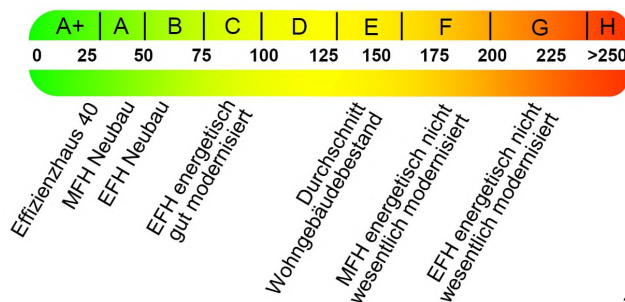 A+ A B C D E F G H
0 25 50 75 100 125 150 175 200 225 >250
Effizienzhaus 40
MFH Neubau
EFH Neubau
EFH energetisch
gut modernisiert
Durchschnitt
Wohngebäudebestand
MFH energetisch nicht
wesentlich modernisiert
EFH energetisch nicht
wesentlich modernisiert